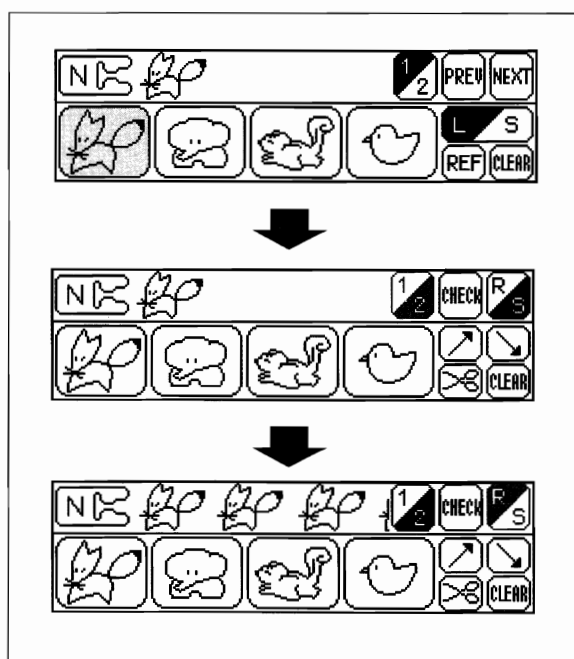 N 1/2 PREV NEXT
L S
REF CLEAR
N 1/2 CHECK R/S
CLEAR
N 1/2 CHECK R/S
CLEAR